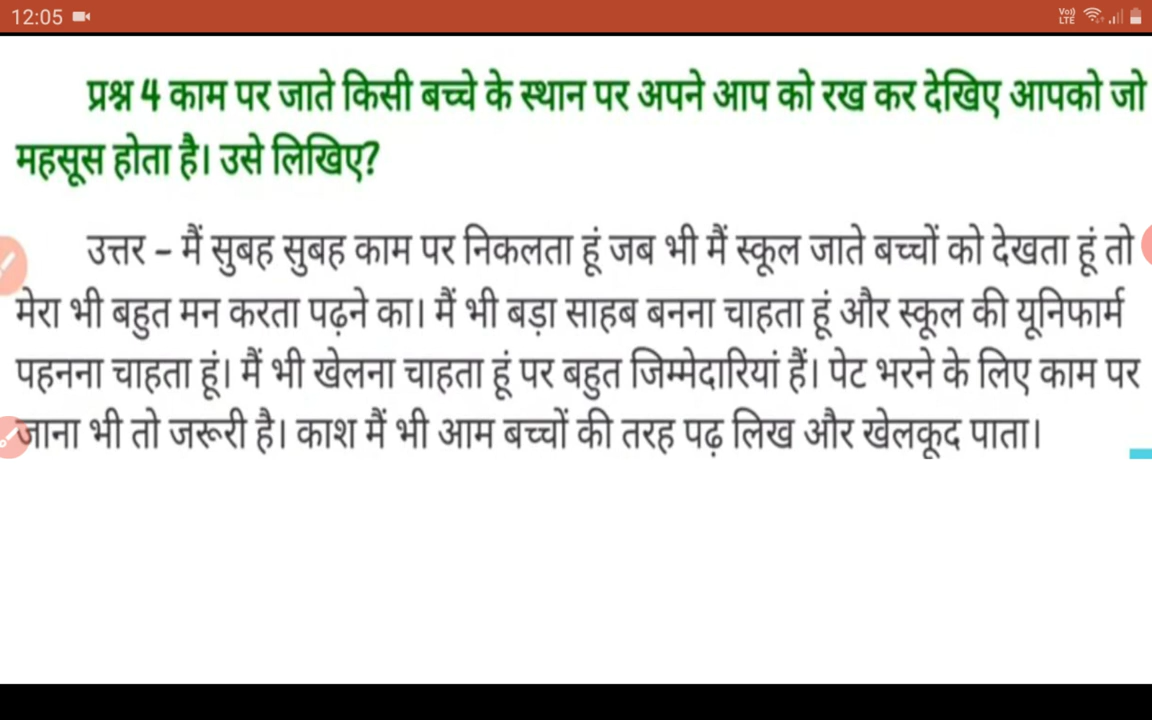 12:05
Vo)) LTE
प्रश्न 4 काम पर जाते किसी बच्चे के स्थान पर अपने आप को रख कर देखिए आपको जो
महसूस होता है। उसे लिखिए?
उत्तर – मैं सुबह सुबह काम पर निकलता हूं जब भी मैं स्कूल जाते बच्चों को देखता हूं तो
मेरा भी बहुत मन करता पढ़ने का। मैं भी बड़ा साहब बनना चाहता हूं और स्कूल की यूनिफार्म
पहनना चाहता हूं। मैं भी खेलना चाहता हूं पर बहुत जिम्मेदारियां हैं। पेट भरने के लिए काम पर
जाना भी तो जरूरी है। काश मैं भी आम बच्चों की तरह पढ़ लिख और खेलकूद पाता।